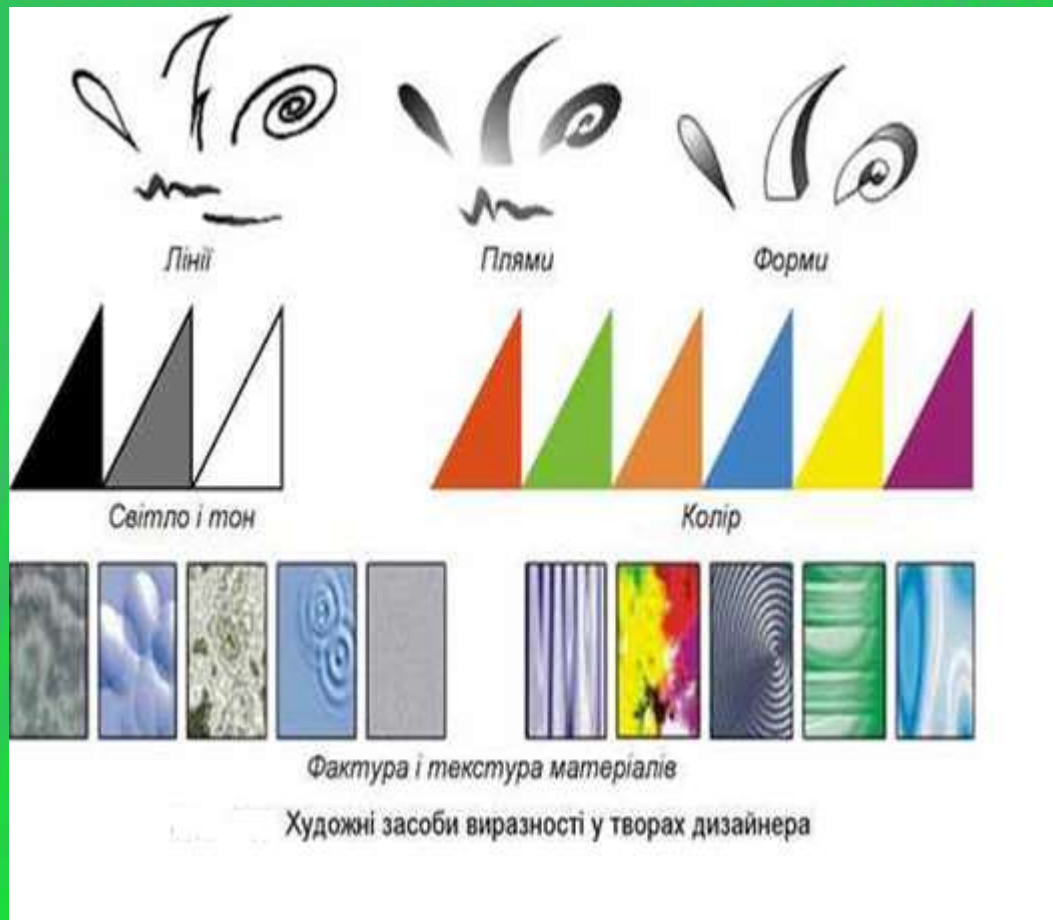 Лінії
Плями
Форми
Світло і тон
Колір
Фактура і текстура матеріалів
Художні засоби виразності у творах дизайнера